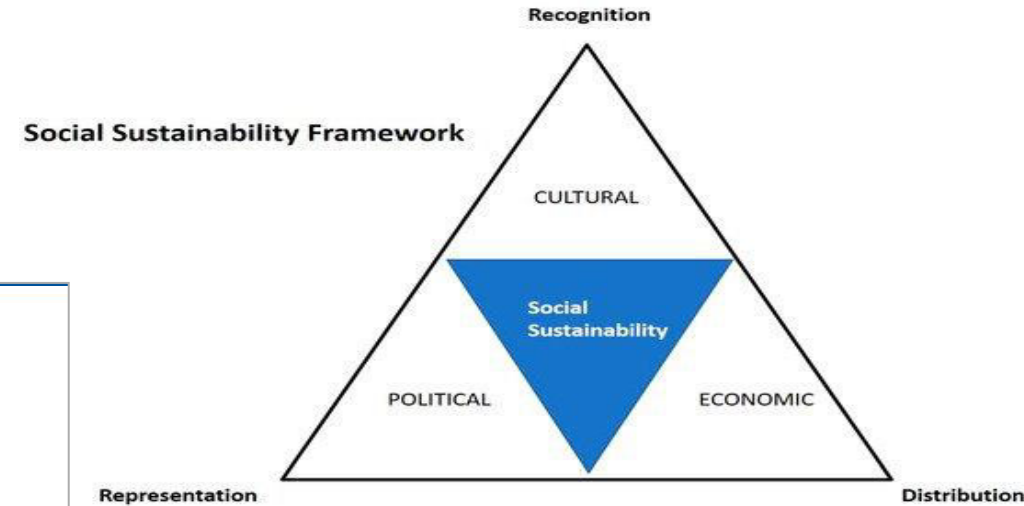 Recognition
Social Sustainability Framework
CULTURAL
Social
Sustainability
POLITICAL
ECONOMIC
Representation
Distribution